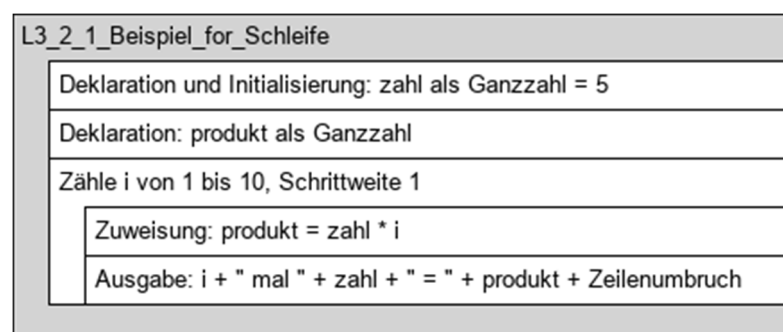 L3_2_1_Beispiel_for_Schleife
Deklaration und Initialisierung: zahl als Ganzzahl = 5
Deklaration: produkt als Ganzzahl
Zähle i von 1 bis 10, Schrittweite 1
Zuweisung: produkt = zahl * i
Ausgabe: i + " mal " + zahl + " = " + produkt + Zeilenumbruch